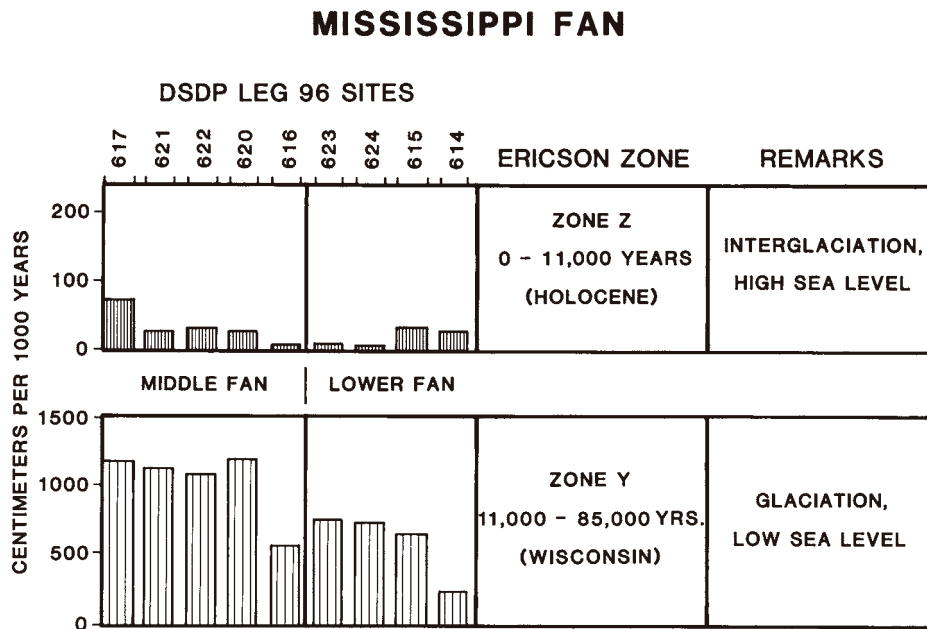 MISSISSIPPI FAN
DSDP LEG 96 SITES
617 621 622 620 616 623 624 615 614
ERICSON ZONE
REMARKS
CENTIMETERS PER 1000 YEARS
200
100
0
ZONE Z
0 – 11,000 YEARS
(HOLOCENE)
INTERGLACIATION,
HIGH SEA LEVEL
MIDDLE FAN
LOWER FAN
1500
1000
500
0
ZONE Y
11,000 – 85,000 YRS.
(WISCONSIN)
GLACIATION,
LOW SEA LEVEL